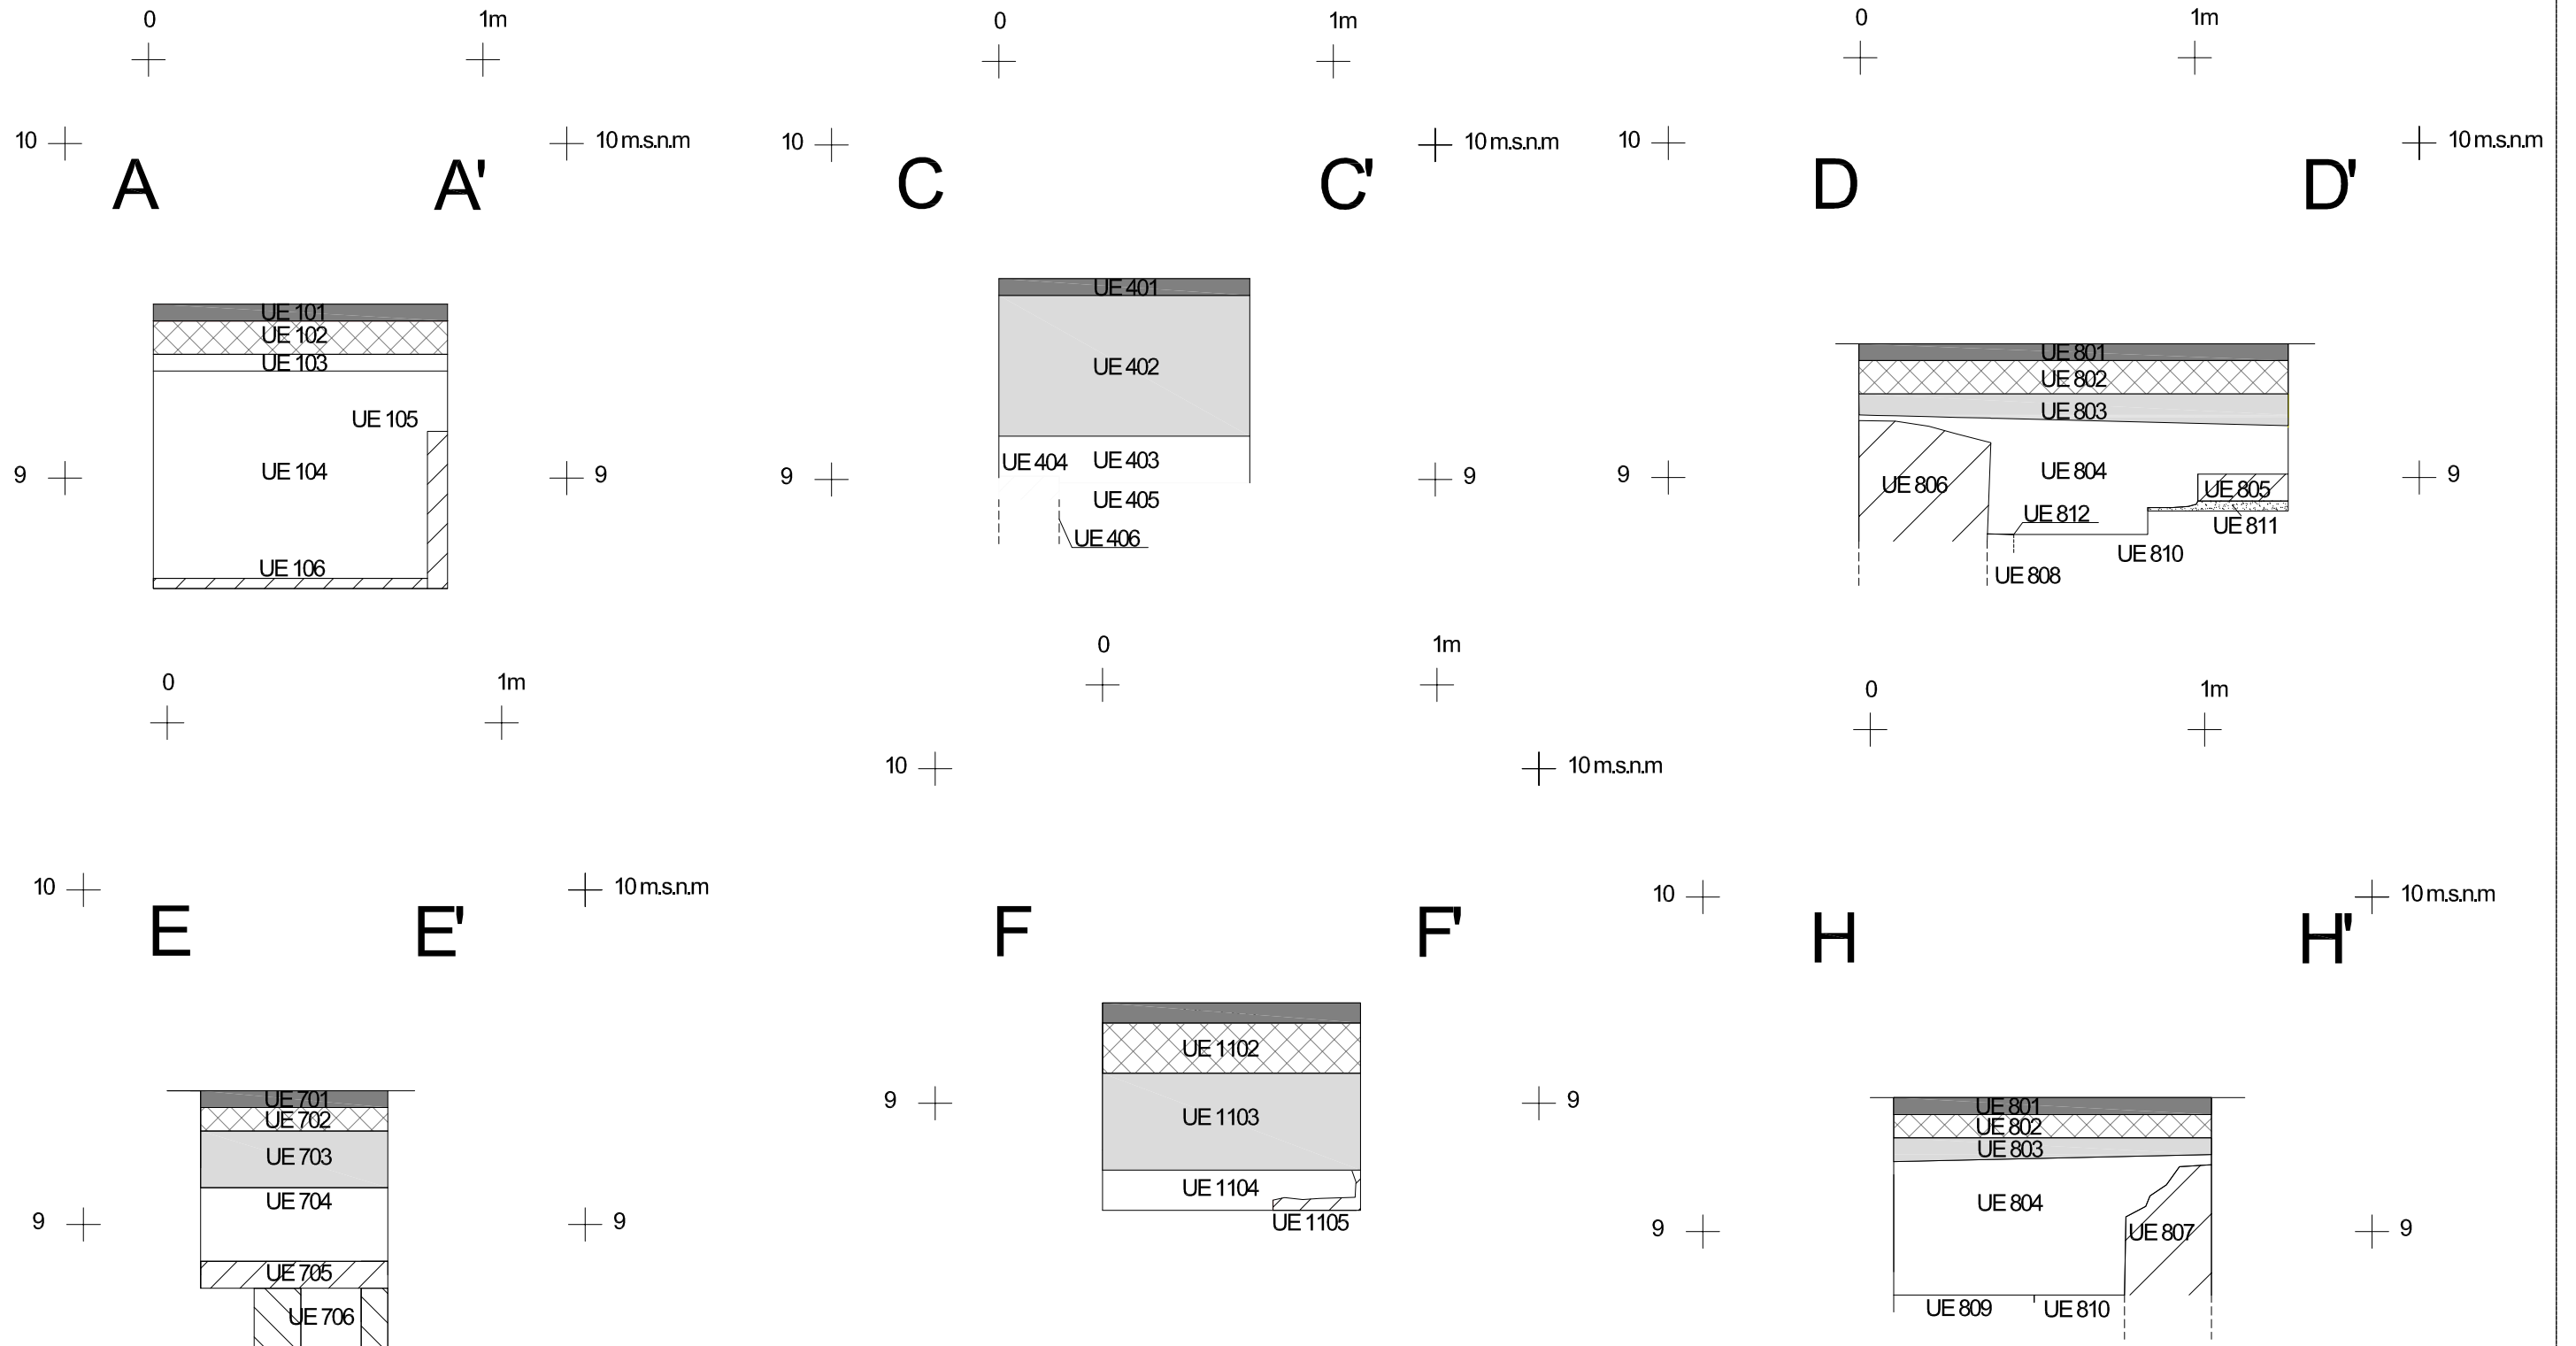 0 1m
10 10 m.s.n.m
A A'
UE 101
UE 102
UE 103
UE 105
9 UE 104 9
UE 106
0 1m
10 10 m.s.n.m
C C'
UE 401
UE 402
UE 404 UE 403
9 9
UE 405
UE 406
0 1m
10 10 m.s.n.m
D D'
UE 801
UE 802
UE 803
9 UE 804 9
UE 806 UE 805
UE 812 UE 811
UE 810
UE 808
0 1m
10 10 m.s.n.m
E E'
UE 701
UE 702
UE 703
UE 704
9 9
UE 705
UE 706
0 1m
10 10 m.s.n.m
F F'
UE 1102
9 9
UE 1103
UE 1104
UE 1105
0 1m
10 10 m.s.n.m
H H'
UE 801
UE 802
UE 803
UE 804
9 UE 807 9
UE 809 UE 810